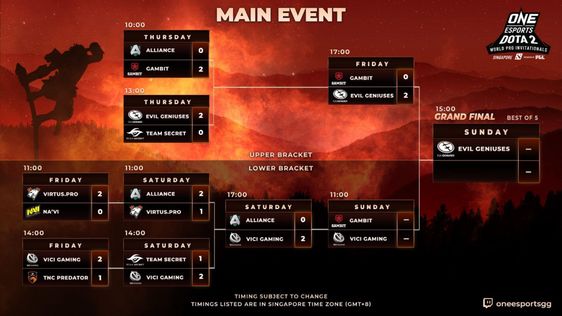 MAIN EVENT
ONE
ESPORTS
DOTA 2
WORLD PRO INVITATIONALS
SINGAPORE
PGL
10:00
THURSDAY
ALLIANCE 0
GAMBIT 2
13:00
THURSDAY
EVIL GENIUSES 2
TEAM SECRET 0
17:00
FRIDAY
GAMBIT 0
EVIL GENIUSES 2
15:00
GRAND FINAL BEST OF 5
SUNDAY
EVIL GENIUSES –
–
UPPER BRACKET
LOWER BRACKET
11:00
FRIDAY
VIRTUS.PRO 2
NA'VI 0
14:00
FRIDAY
VICI GAMING 2
TNC PREDATOR 1
11:00
SATURDAY
ALLIANCE 2
VIRTUS.PRO 1
14:00
SATURDAY
TEAM SECRET 1
VICI GAMING 2
17:00
SATURDAY
ALLIANCE 0
VICI GAMING 2
11:00
SUNDAY
GAMBIT –
VICI GAMING –
TIMING SUBJECT TO CHANGE
TIMINGS LISTED ARE IN SINGAPORE TIME ZONE (GMT+8)
oneesportsgg